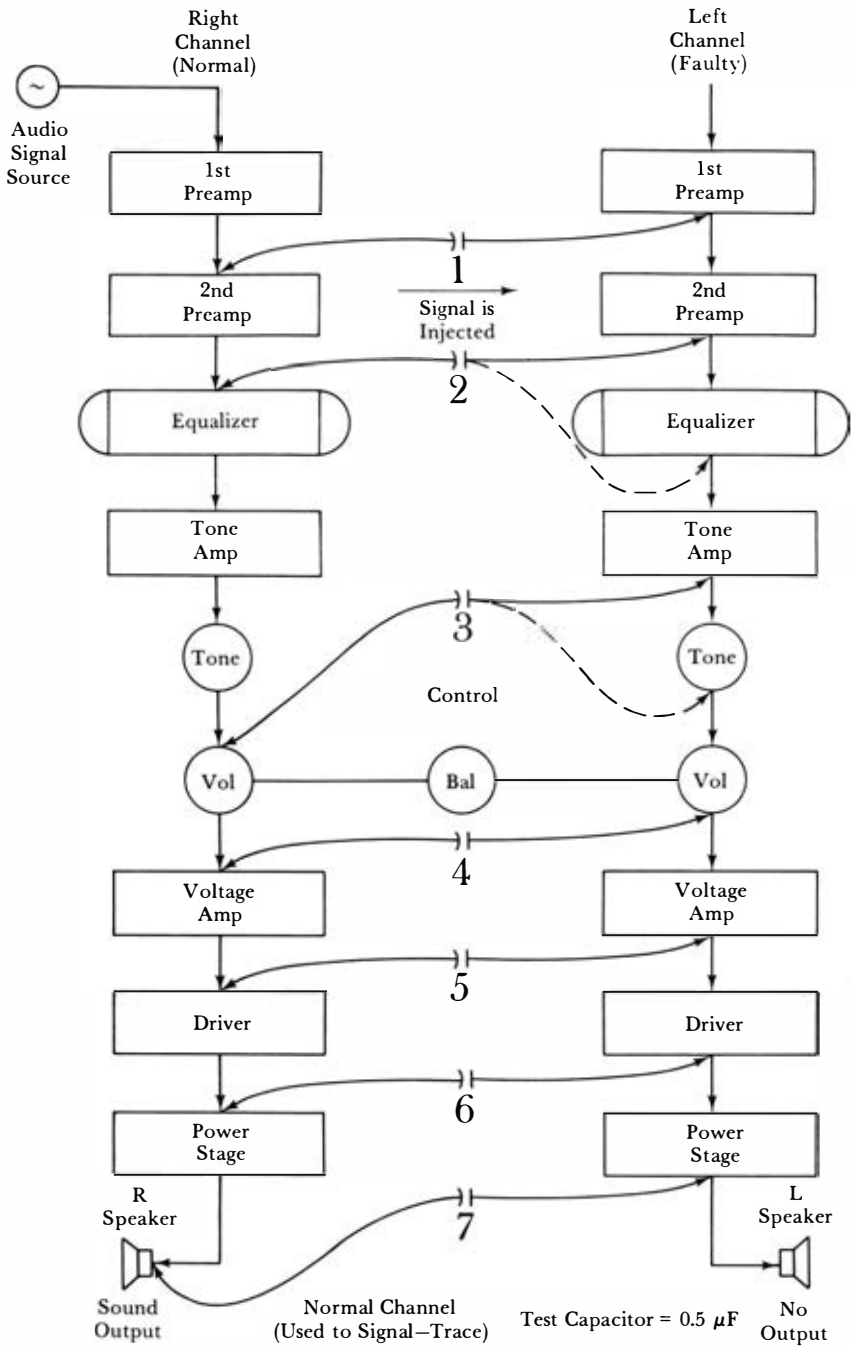 Right
Channel
(Normal)
Left
Channel
(Faulty)
~
Audio
Signal
Source
1st
Preamp
1st
Preamp
1
2nd
Preamp
Signal is
Injected
2nd
Preamp
2
Equalizer
Equalizer
Tone
Amp
Tone
Amp
3
Tone
Tone
Control
Vol
Bal
Vol
4
Voltage
Amp
Voltage
Amp
5
Driver
Driver
6
Power
Stage
Power
Stage
R
Speaker
7
L
Speaker
Sound
Output
Normal Channel
(Used to Signal—Trace)
Test Capacitor = 0.5 μF
No
Output